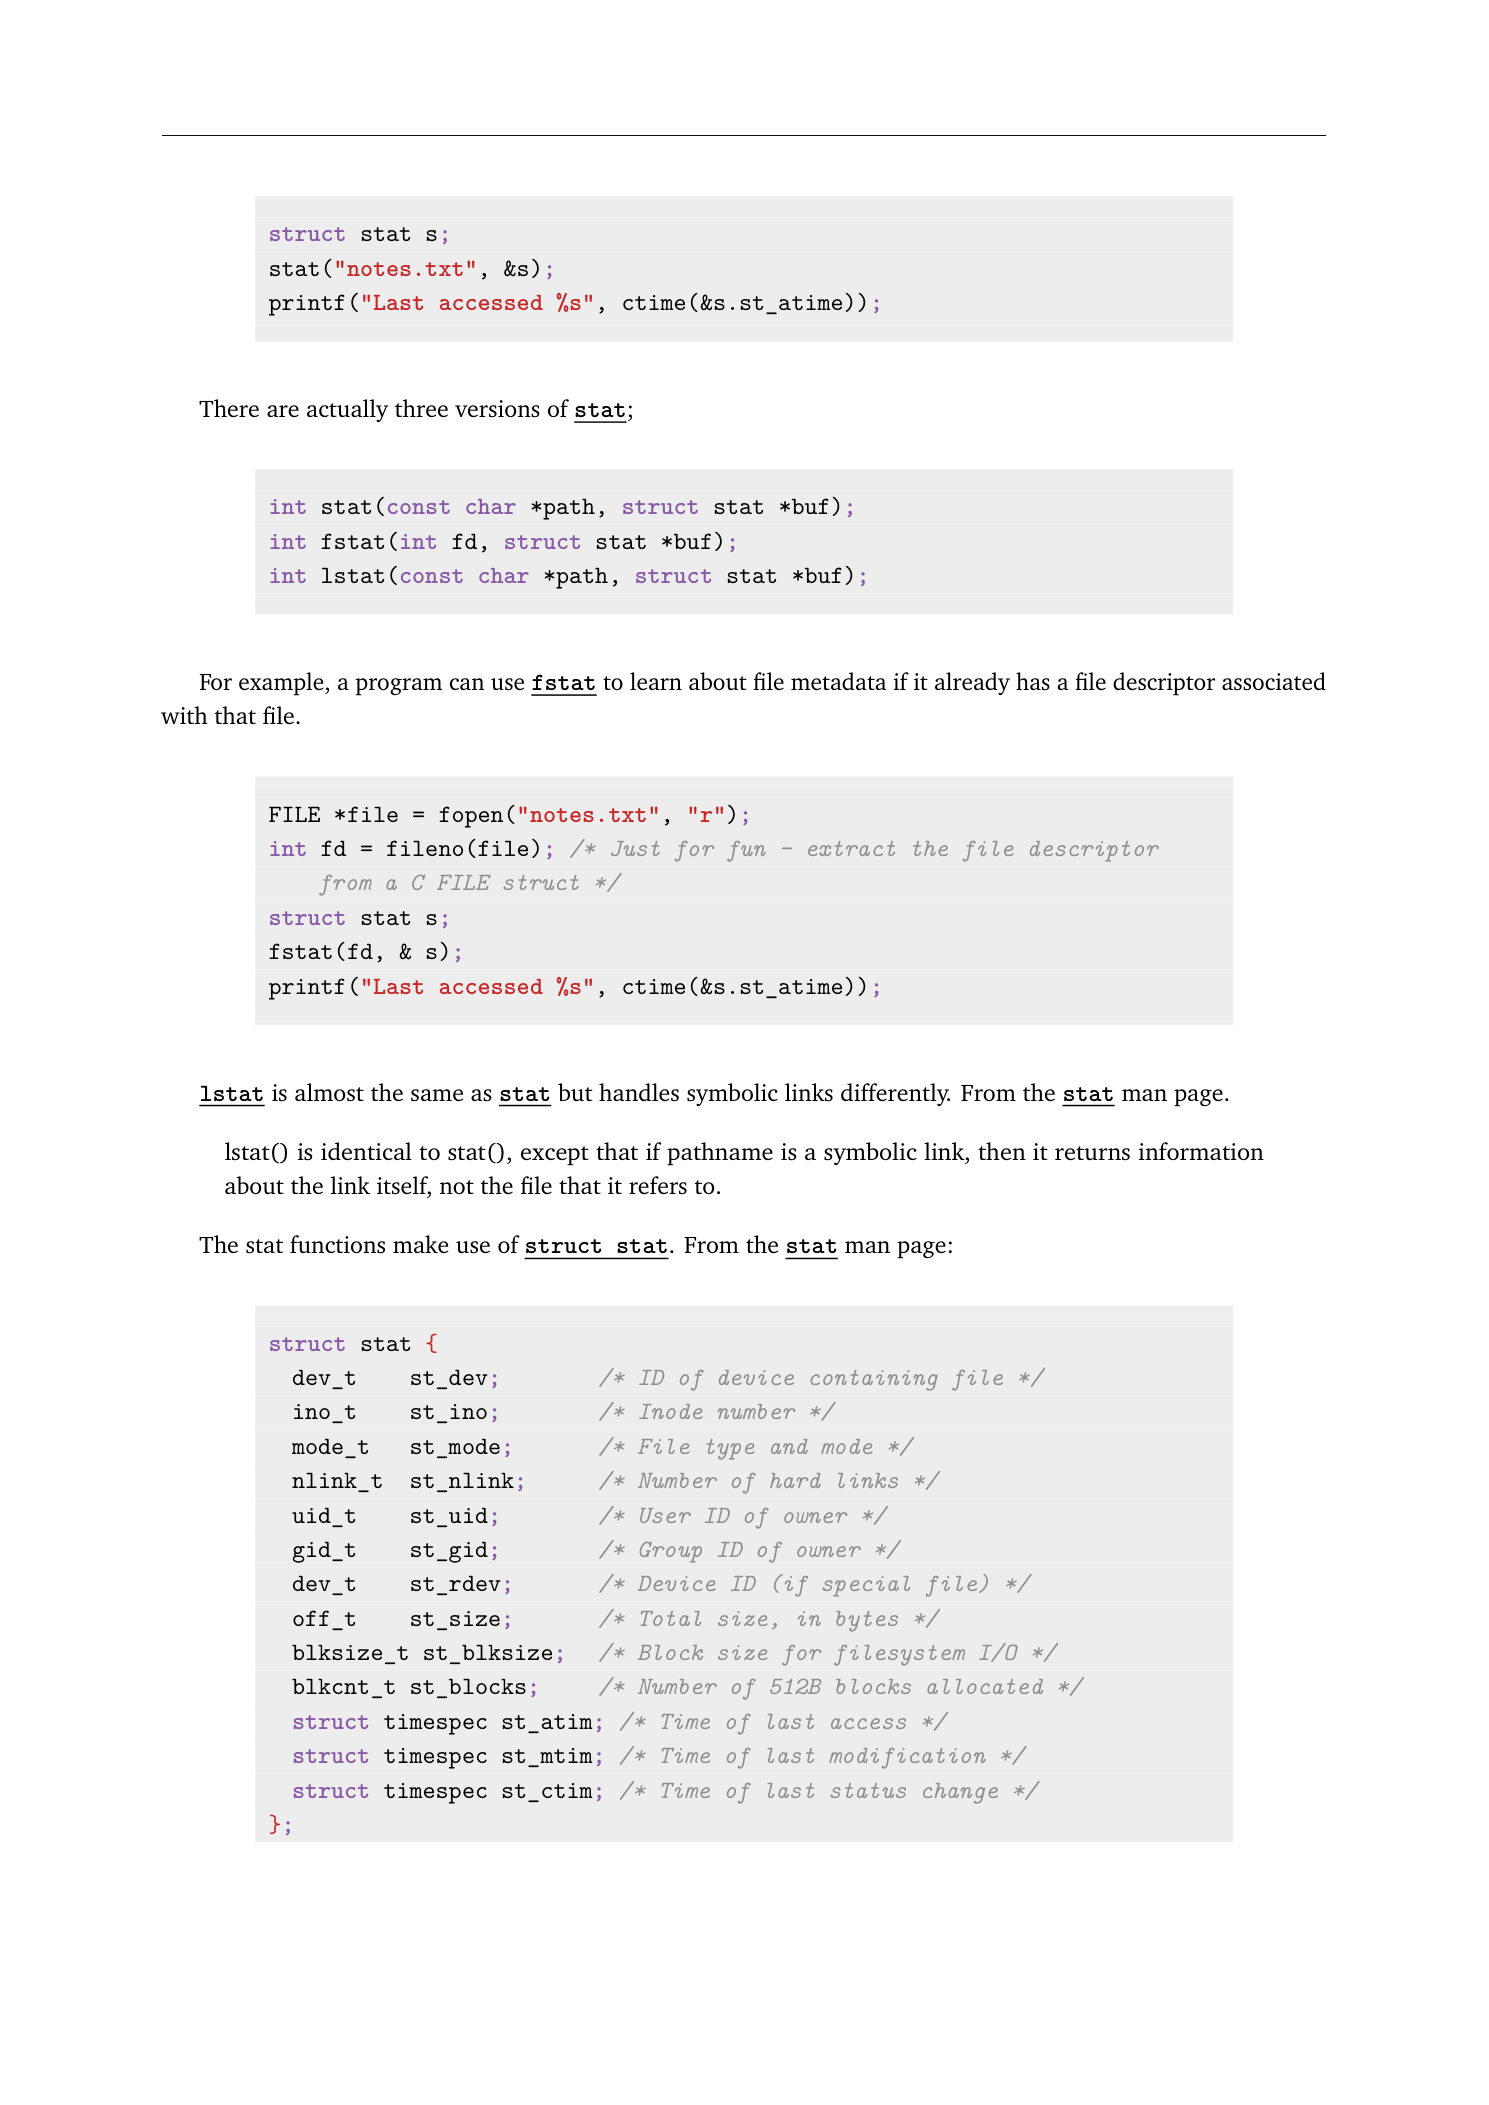 struct stat s;
stat("notes.txt", &s);
printf("Last accessed %s", ctime(&s.st_atime));
There are actually three versions of stat;
int stat(const char *path, struct stat *buf);
int fstat(int fd, struct stat *buf);
int lstat(const char *path, struct stat *buf);
For example, a program can use fstat to learn about file metadata if it already has a file descriptor associated
with that file.
FILE *file = fopen("notes.txt", "r");
int fd = fileno(file); /* Just for fun - extract the file descriptor
from a C FILE struct */
struct stat s;
fstat(fd, & s);
printf("Last accessed %s", ctime(&s.st_atime));
lstat is almost the same as stat but handles symbolic links differently. From the stat man page.
lstat() is identical to stat(), except that if pathname is a symbolic link, then it returns information
about the link itself, not the file that it refers to.
The stat functions make use of struct stat. From the stat man page:
struct stat {
dev_t st_dev; /* ID of device containing file */
ino_t st_ino; /* Inode number */
mode_t st_mode; /* File type and mode */
nlink_t st_nlink; /* Number of hard links */
uid_t st_uid; /* User ID of owner */
gid_t st_gid; /* Group ID of owner */
dev_t st_rdev; /* Device ID (if special file) */
off_t st_size; /* Total size, in bytes */
blksize_t st_blksize; /* Block size for filesystem I/O */
blkcnt_t st_blocks; /* Number of 512B blocks allocated */
struct timespec st_atim; /* Time of last access */
struct timespec st_mtim; /* Time of last modification */
struct timespec st_ctim; /* Time of last status change */
};